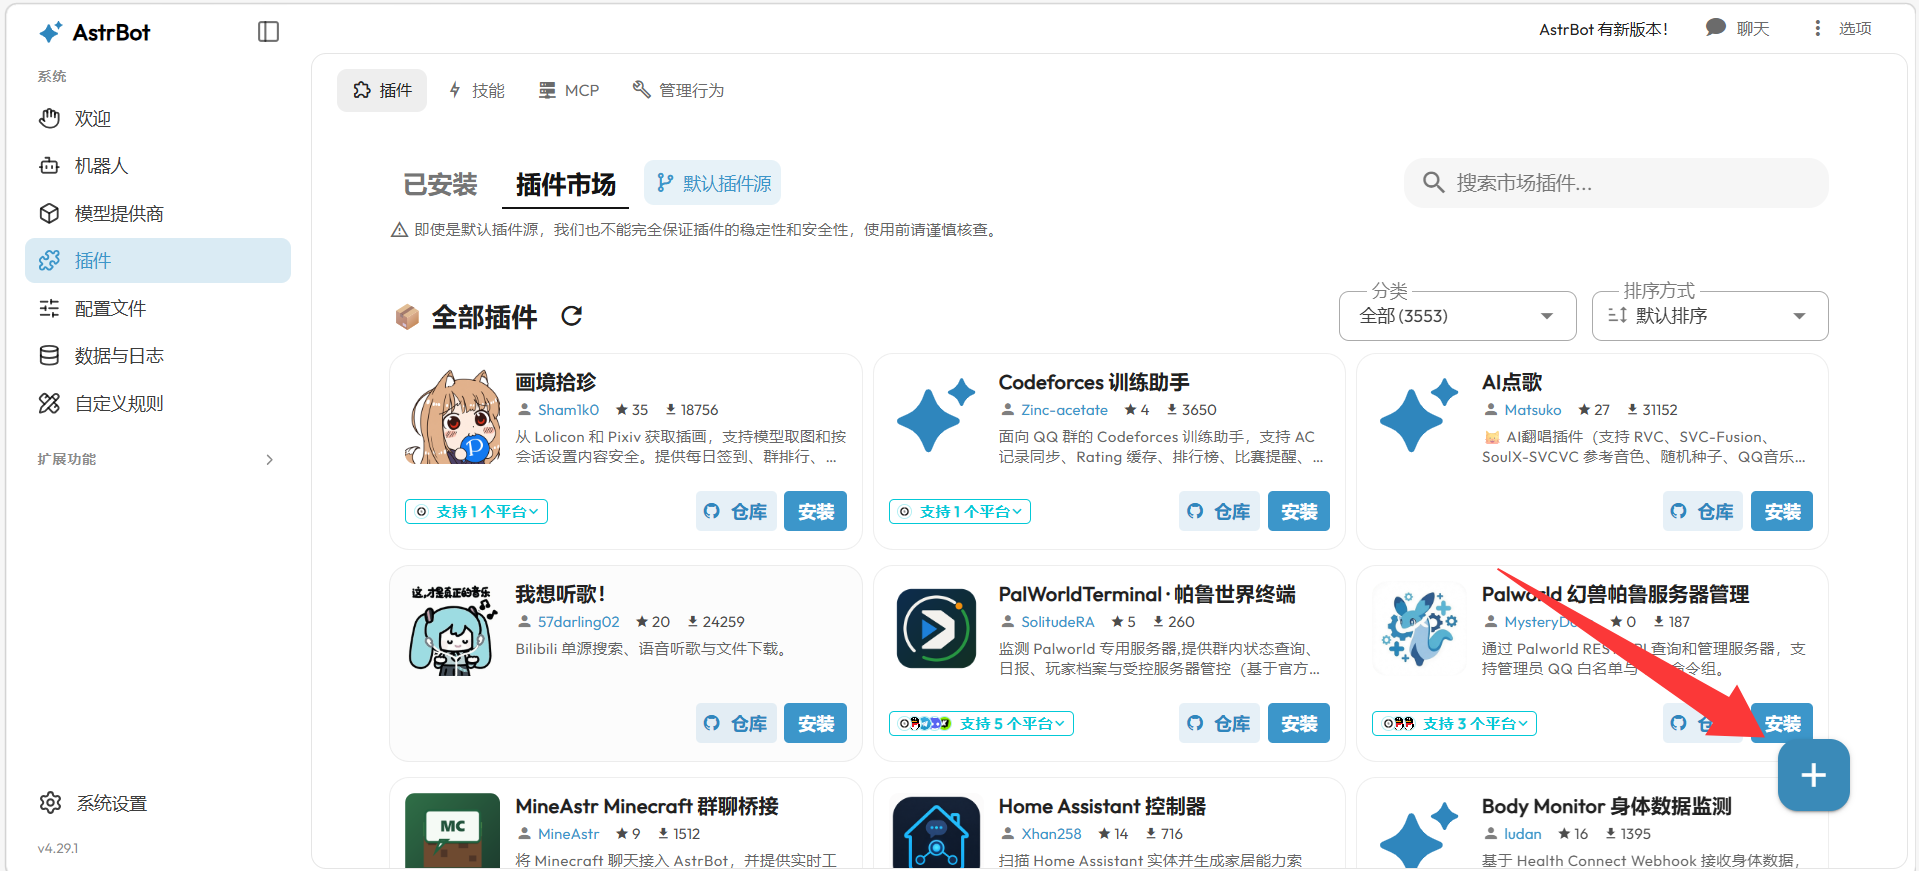 AstrBot
AstrBot 有新版本！
聊天
选项
系统
欢迎
机器人
模型提供商
插件
配置文件
数据与日志
自定义规则
扩展功能
系统设置
v4.29.1
插件
技能
MCP
管理行为
已安装
插件市场
默认插件源
搜索市场插件...
即使是默认插件源，我们也不能完全保证插件的稳定性和安全性，使用前请谨慎核查。
全部插件
分类
全部 (3553)
排序方式
默认排序
画境拾珍
Sham1k0 35 18756
从 Lolicon 和 Pixiv 获取插画，支持模型取图和按
会话设置内容安全。提供每日签到、群排行、...
支持 1 个平台
仓库
安装
Codeforces 训练助手
Zinc-acetate 4 3650
面向 QQ 群的 Codeforces 训练助手，支持 AC
记录同步、Rating 缓存、排行榜、比赛提醒、...
支持 1 个平台
仓库
安装
AI点歌
Matsuko 27 31152
AI翻唱插件（支持 RVC、SVC-Fusion、
SoulX-SVCVC 参考音色、随机种子、QQ音乐...
仓库
安装
这，才是真正的音乐
我想听歌！
57darling02 20 24259
Bilibili 单源搜索、语音听歌与文件下载。
仓库
安装
PalWorldTerminal · 帕鲁世界终端
SolitudeRA 5 260
监测 Palworld 专用服务器,提供群内状态查询、
日报、玩家档案与受控服务器管控（基于官方...
支持 5 个平台
仓库
安装
Palworld 幻兽帕鲁服务器管理
MysteryD 0 187
通过 Palworld RES PI 查询和管理服务器，支
持管理员 QQ 白名单与 命令组。
支持 3 个平台
仓
安装
MC
MineAstr Minecraft 群聊桥接
MineAstr 9 1512
将 Minecraft 聊天接入 AstrBot，并提供实时工
Home Assistant 控制器
Xhan258 14 716
扫描 Home Assistant 实体并生成家居能力索
Body Monitor 身体数据监测
ludan 16 1395
基于 Health Connect Webhook 接收身体数据，